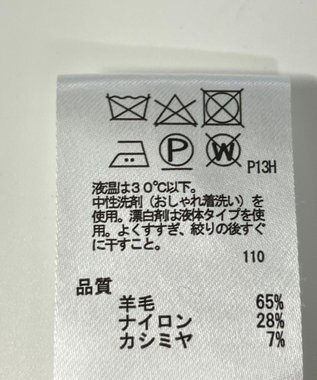 P W P13H
液温は30℃以下。
中性洗剤（おしゃれ着洗い）を
使用。漂白剤は液体タイプを使
用。よくすすぎ、絞りの後すぐ
に干すこと。
110
品質
羊毛 65%
ナイロン 28%
カシミヤ 7%